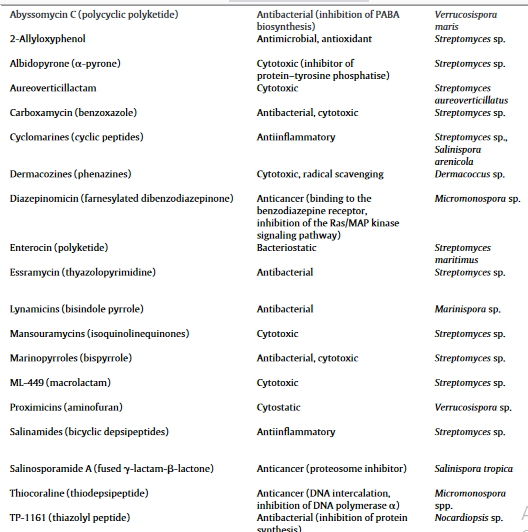 Abyssomycin C (polycyclic polyketide) Antibacterial (inhibition of PABA Verrucosispora
biosynthesis) maris
2-Allyloxyphenol Antimicrobial, antioxidant Streptomyces sp.
Albidopyrone (α-pyrone) Cytotoxic (inhibitor of Streptomyces sp.
protein–tyrosine phosphatise)
Aureoverticillactam Cytotoxic Streptomyces
aureoverticillatus
Carboxamycin (benzoxazole) Antibacterial, cytotoxic Streptomyces sp.
Cyclomarines (cyclic peptides) Antiinflammatory Streptomyces sp.,
Salinispora
arenicola
Dermacozines (phenazines) Cytotoxic, radical scavenging Dermacoccus sp.
Diazepinomicin (farnesylated dibenzodiazepinone) Anticancer (binding to the Micromonospora sp.
benzodiazepine receptor,
inhibition of the Ras/MAP kinase
signaling pathway)
Enterocin (polyketide) Bacteriostatic Streptomyces
maritimus
Essramycin (thyazolopyrimidine) Antibacterial Streptomyces sp.
Lynamicins (bisindole pyrrole) Antibacterial Marinispora sp.
Mansouramycins (isoquinolinequinones) Cytotoxic Streptomyces sp.
Marinopyrroles (bispyrrole) Antibacterial, cytotoxic Streptomyces sp.
ML-449 (macrolactam) Cytotoxic Streptomyces sp.
Proximicins (aminofuran) Cytostatic Verrucosispora sp.
Salinamides (bicyclic depsipeptides) Antiinflammatory Streptomyces sp.
Salinosporamide A (fused γ-lactam-β-lactone) Anticancer (proteosome inhibitor) Salinispora tropica
Thiocoraline (thiodepsipeptide) Anticancer (DNA intercalation, Micromonospora
inhibition of DNA polymerase α) spp.
TP-1161 (thiazolyl peptide) Antibacterial (inhibition of protein Nocardiopsis sp.
synthesis)